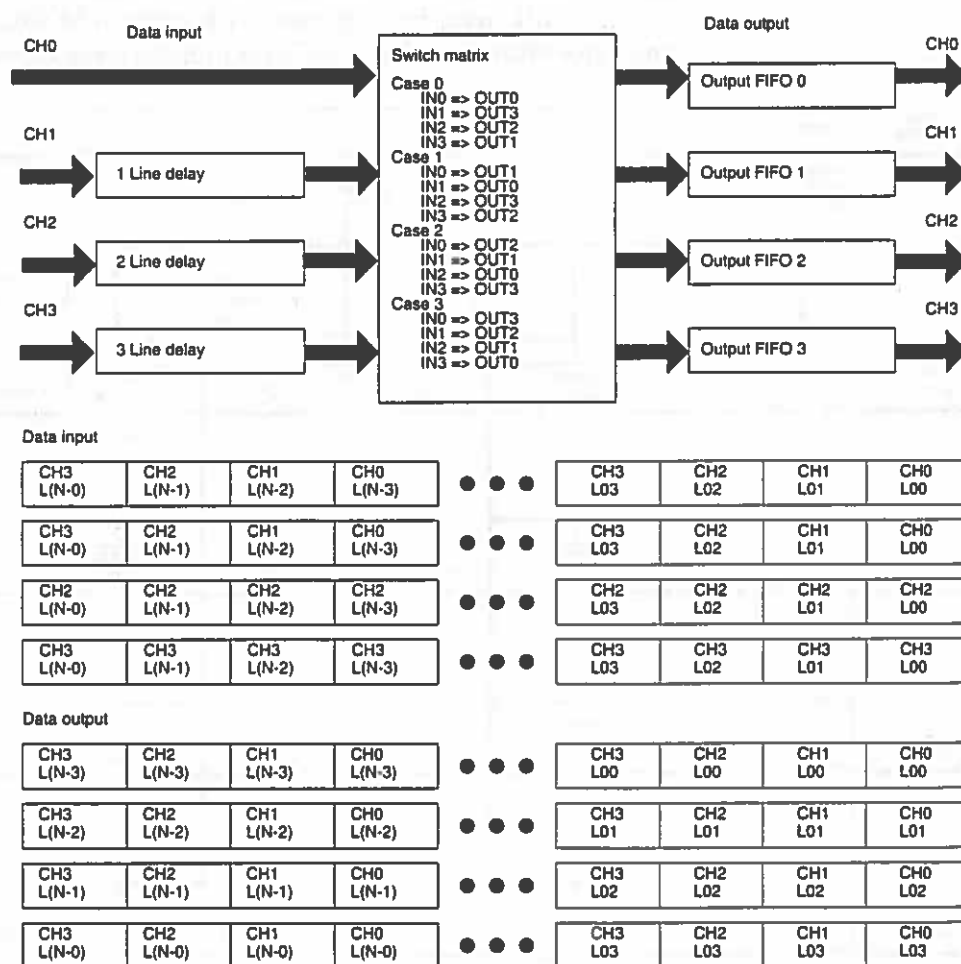 Data input
Data output
CH0
CH0
Switch matrix
Case 0
IN0 => OUT0
IN1 => OUT3
IN2 => OUT2
IN3 => OUT1
Case 1
IN0 => OUT1
IN1 => OUT0
IN2 => OUT3
IN3 => OUT2
Case 2
IN0 => OUT2
IN1 => OUT1
IN2 => OUT0
IN3 => OUT3
Case 3
IN0 => OUT3
IN1 => OUT2
IN2 => OUT1
IN3 => OUT0
Output FIFO 0
CH1
CH1
1 Line delay
Output FIFO 1
CH2
CH2
2 Line delay
Output FIFO 2
CH3
CH3
3 Line delay
Output FIFO 3
Data input
CH3 CH2 CH1 CH0 CH3 CH2 CH1 CH0
L(N-0) L(N-1) L(N-2) L(N-3) L03 L02 L01 L00
CH3 CH2 CH1 CH0 CH3 CH2 CH1 CH0
L(N-0) L(N-1) L(N-2) L(N-3) L03 L02 L01 L00
CH2 CH2 CH2 CH2 CH2 CH2 CH2 CH2
L(N-0) L(N-1) L(N-2) L(N-3) L03 L02 L01 L00
CH3 CH3 CH3 CH3 CH3 CH3 CH3 CH3
L(N-0) L(N-1) L(N-2) L(N-3) L03 L02 L01 L00
Data output
CH3 CH2 CH1 CH0 CH3 CH2 CH1 CH0
L(N-3) L(N-3) L(N-3) L(N-3) L00 L00 L00 L00
CH3 CH2 CH1 CH0 CH3 CH2 CH1 CH0
L(N-2) L(N-2) L(N-2) L(N-2) L01 L01 L01 L01
CH3 CH2 CH1 CH0 CH3 CH2 CH1 CH0
L(N-1) L(N-1) L(N-1) L(N-1) L02 L02 L02 L02
CH3 CH2 CH1 CH0 CH3 CH2 CH1 CH0
L(N-0) L(N-0) L(N-0) L(N-0) L03 L03 L03 L03